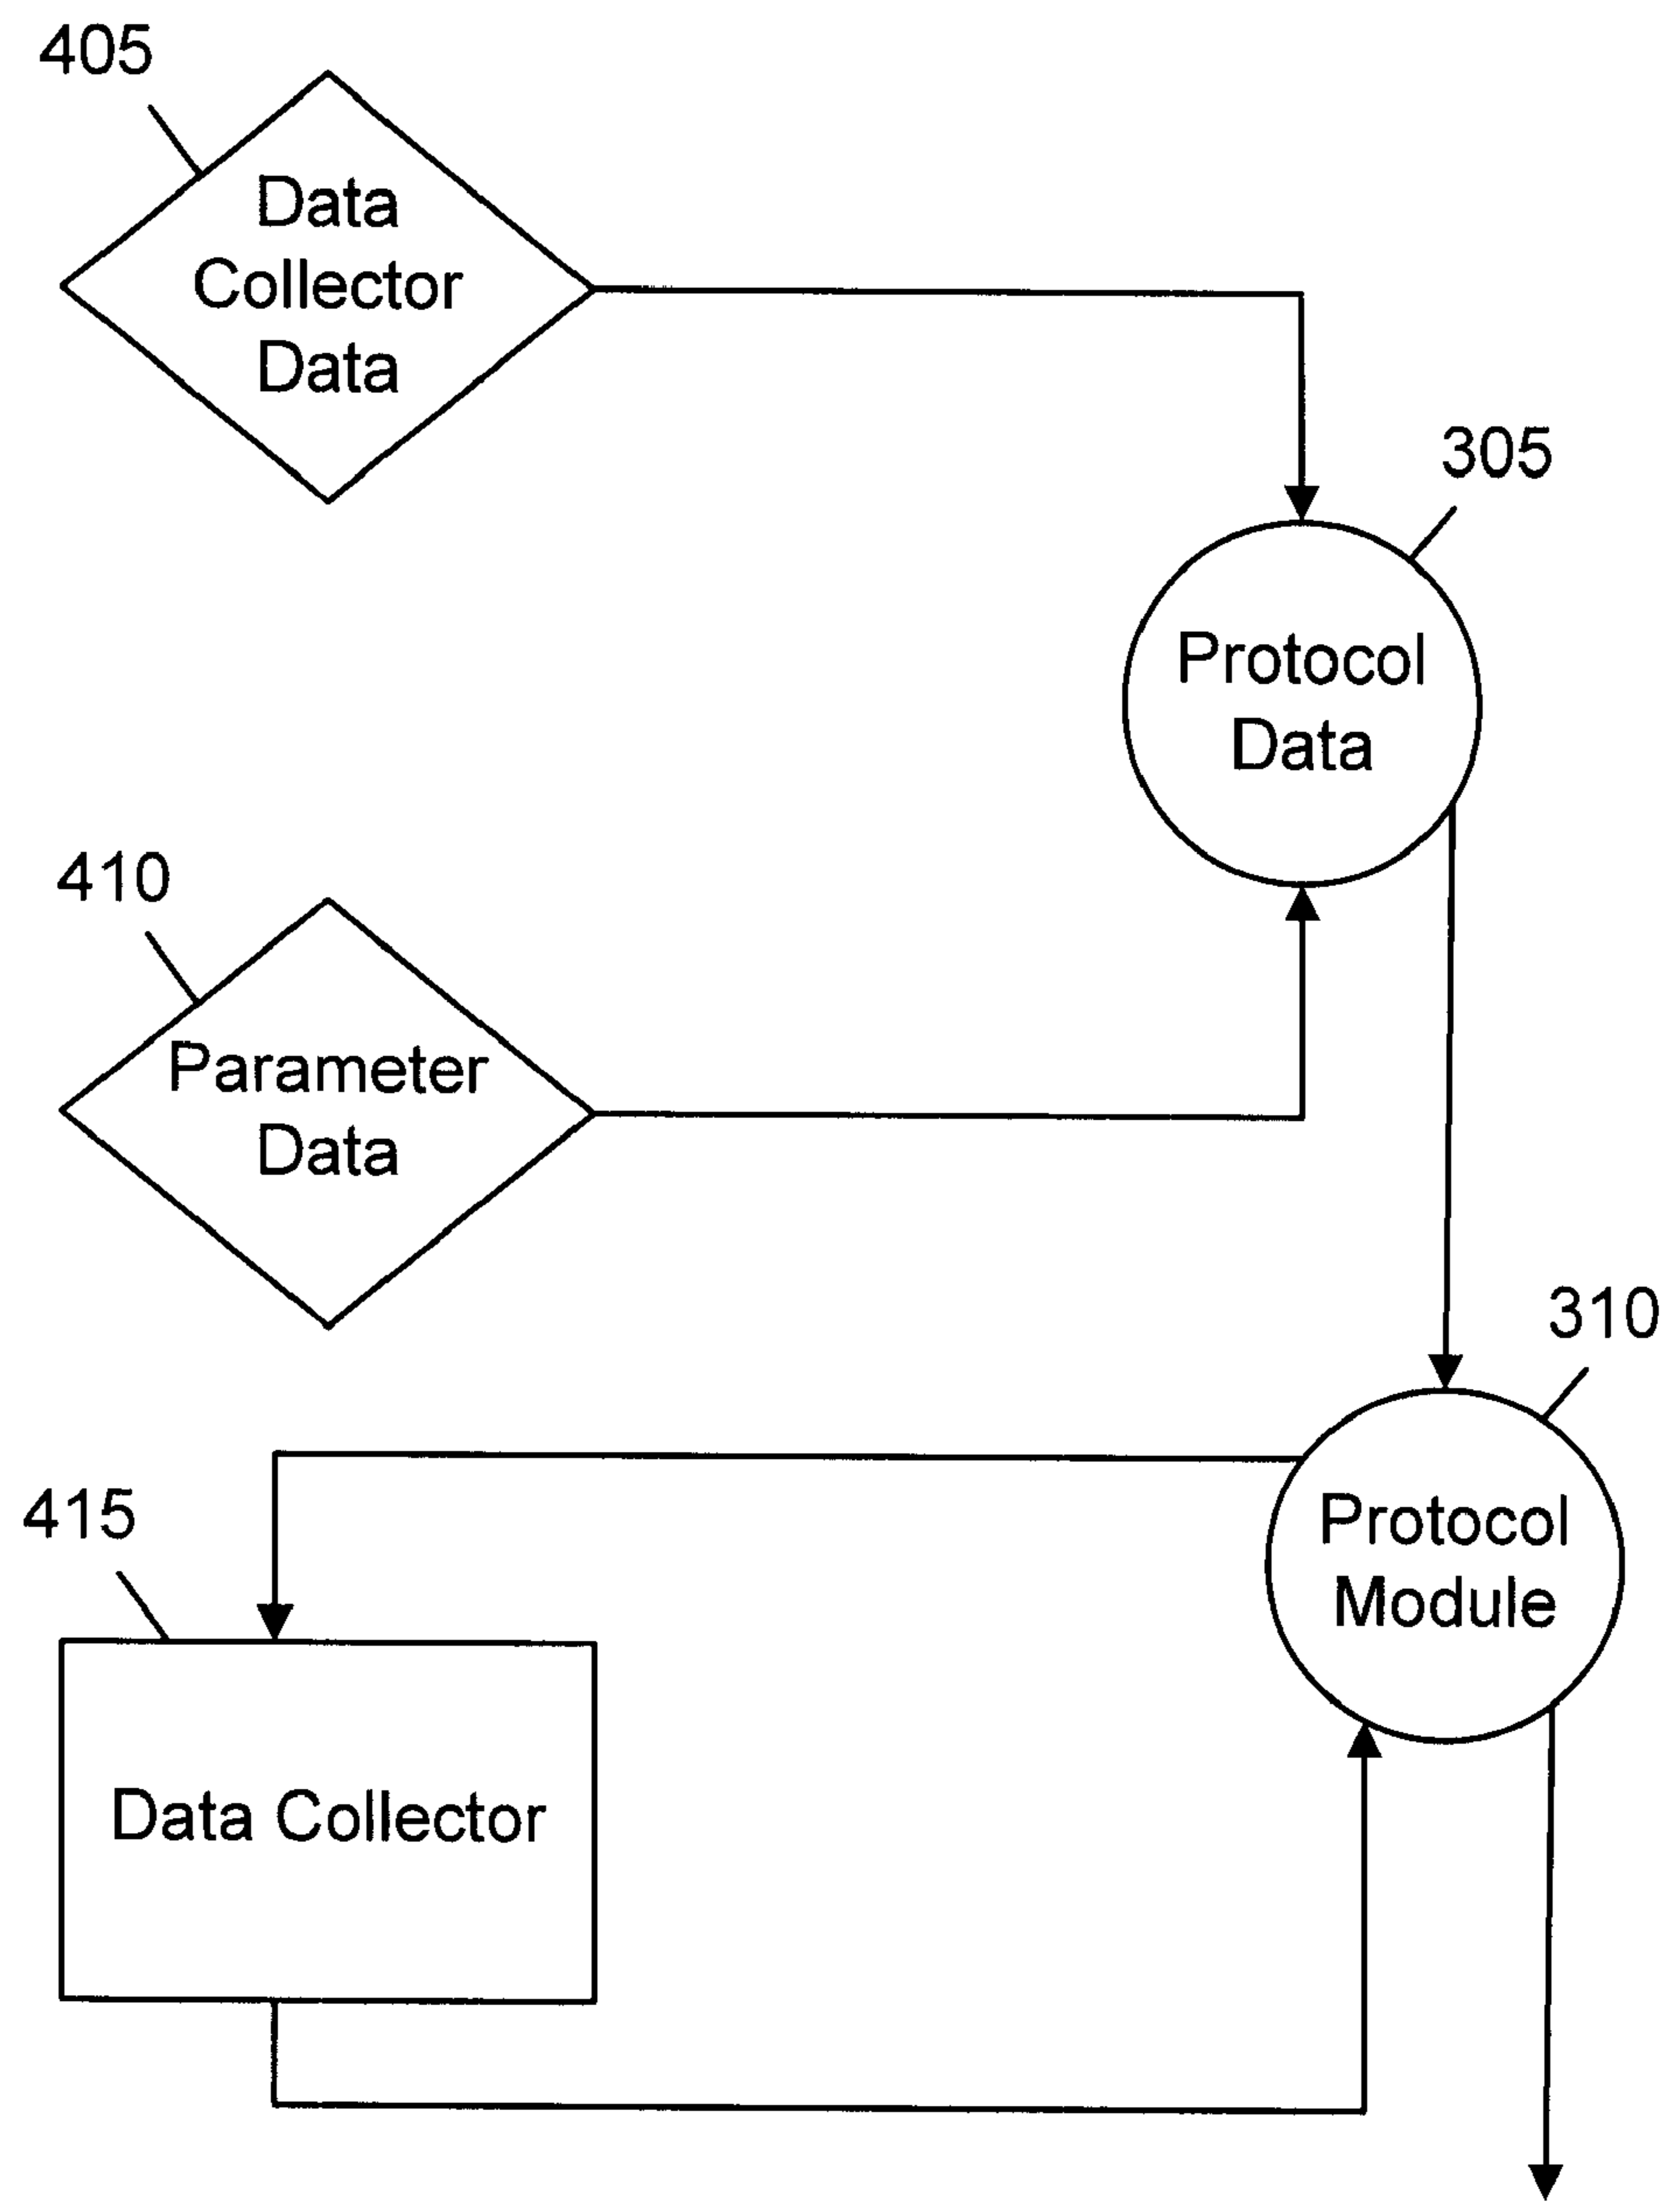 405
Data
Collector
Data
305
Protocol
Data
410
Parameter
Data
310
Protocol
Module
415
Data Collector